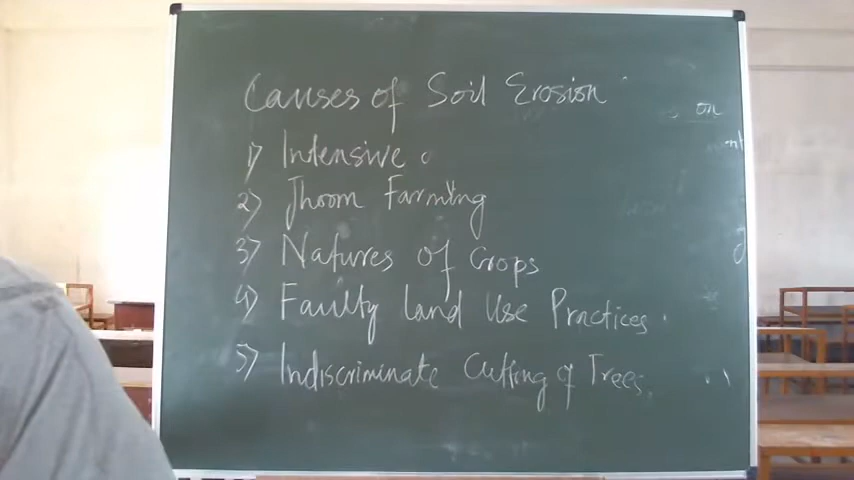 Causes of Soil Erosion
on
1) Intensive c
2) Jhoom Farming
3) Natures of Crops
4) Faulty Land Use Practices.
5) Indiscriminate Cutting of Trees.